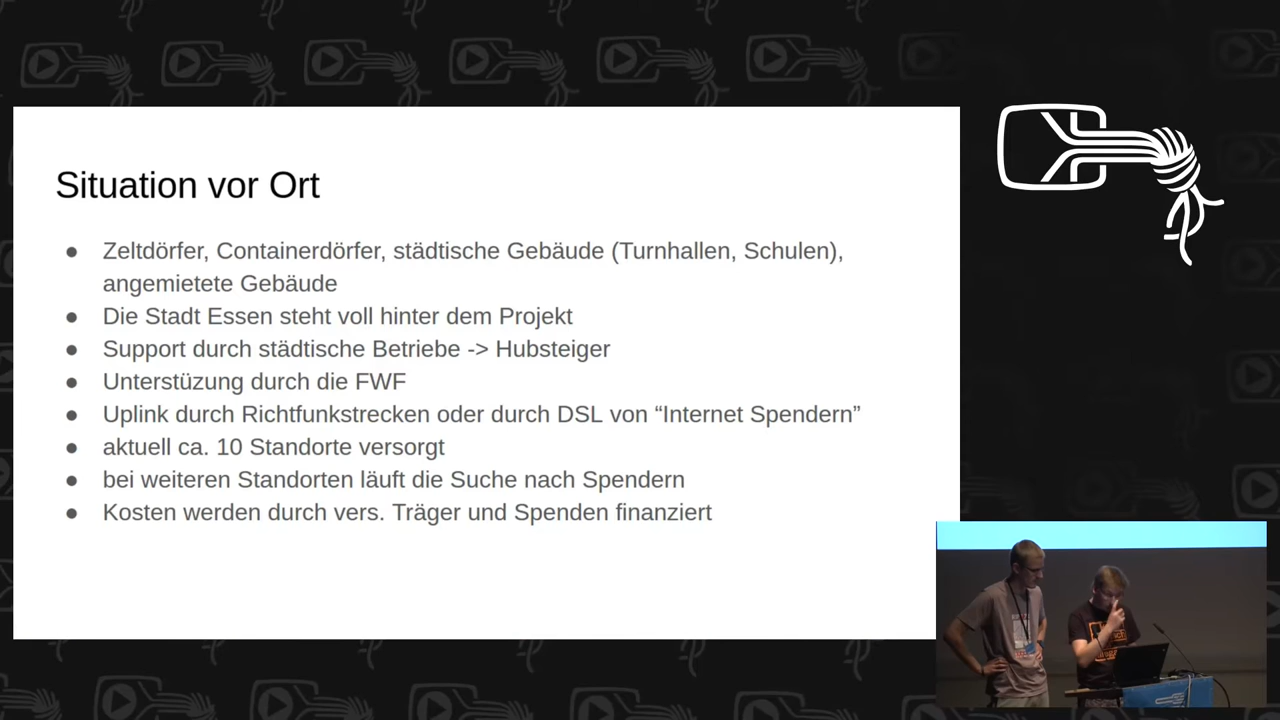 Situation vor Ort
● Zeltdörfer, Containerdörfer, städtische Gebäude (Turnhallen, Schulen),
angemietete Gebäude
● Die Stadt Essen steht voll hinter dem Projekt
● Support durch städtische Betriebe -> Hubsteiger
● Unterstüzung durch die FWF
● Uplink durch Richtfunkstrecken oder durch DSL von “Internet Spendern”
● aktuell ca. 10 Standorte versorgt
● bei weiteren Standorten läuft die Suche nach Spendern
● Kosten werden durch vers. Träger und Spenden finanziert